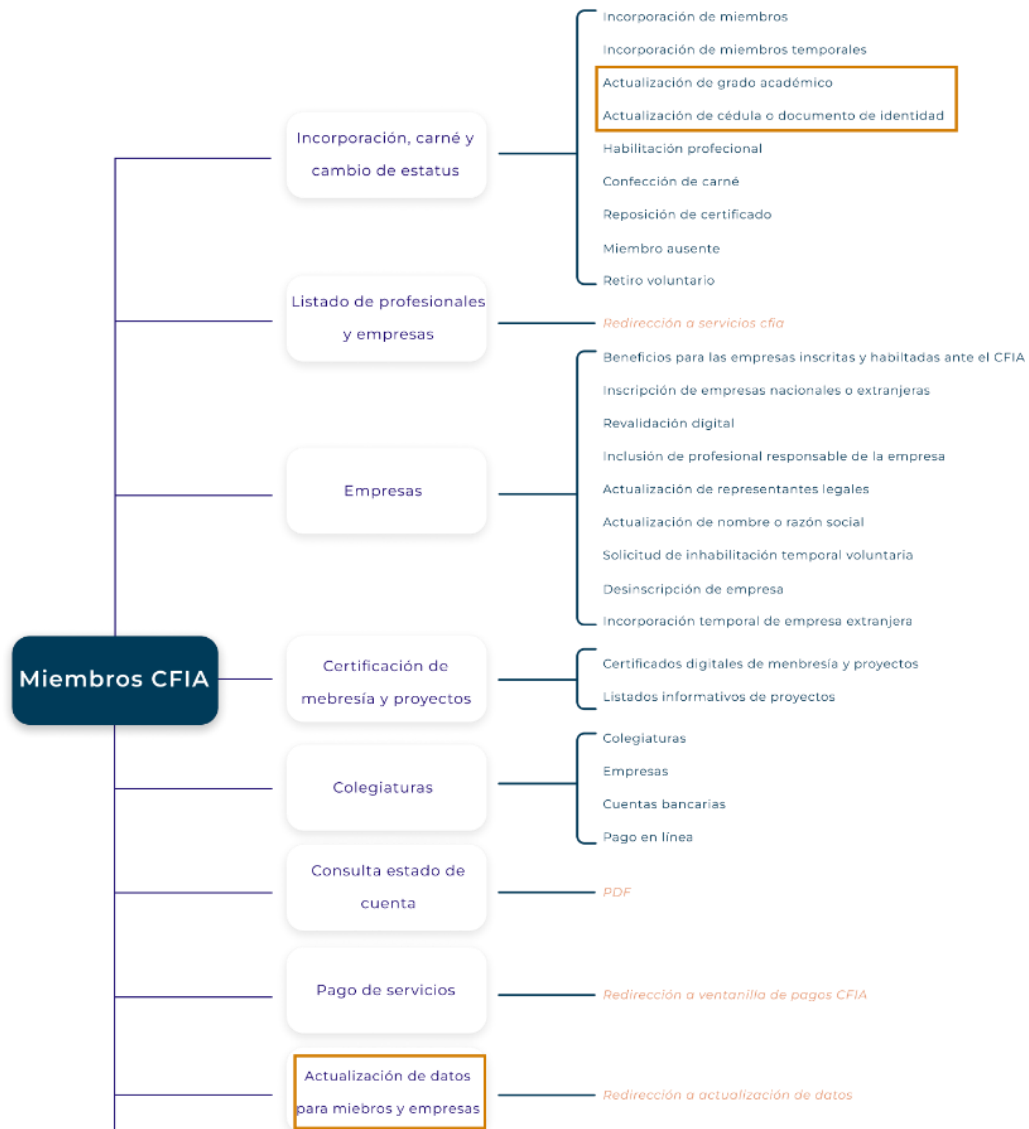 Incorporación de miembros
Incorporación de miembros temporales
Actualización de grado académico
Actualización de cédula o documento de identidad
Incorporación, carné y
cambio de estatus
Habilitación profecional
Confección de carné
Reposición de certificado
Miembro ausente
Retiro voluntario
Listado de profesionales
y empresas
Redirección a servicios cfia
Beneficios para las empresas inscritas y habiltadas ante el CFIA
Inscripción de empresas nacionales o extranjeras
Revalidación digital
Inclusión de profesional responsable de la empresa
Empresas
Actualización de representantes legales
Actualización de nombre o razón social
Solicitud de inhabilitación temporal voluntaria
Desinscripción de empresa
Incorporación temporal de empresa extranjera
Miembros CFIA
Certificación de
mebresía y proyectos
Certificados digitales de menbresía y proyectos
Listados informativos de proyectos
Colegiaturas
Colegiaturas
Empresas
Cuentas bancarias
Pago en línea
Consulta estado de
cuenta
PDF
Pago de servicios
Redirección a ventanilla de pagos CFIA
Actualización de datos
para miebros y empresas
Redirección a actualización de datos